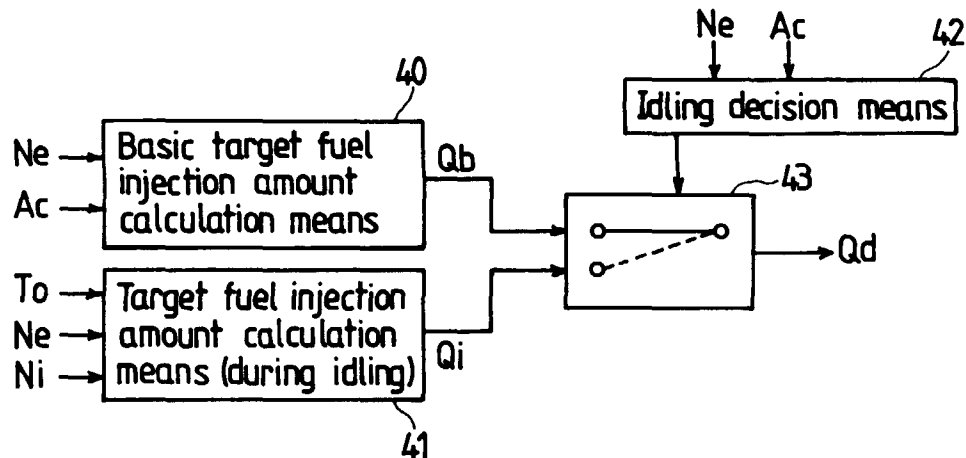 Ne Ac 42
Idling decision means
40
Ne
Ac
Basic target fuel
injection amount
calculation means
Qb
43
Qd
To
Ne
Ni
Target fuel injection
amount calculation
means (during idling)
Qi
41